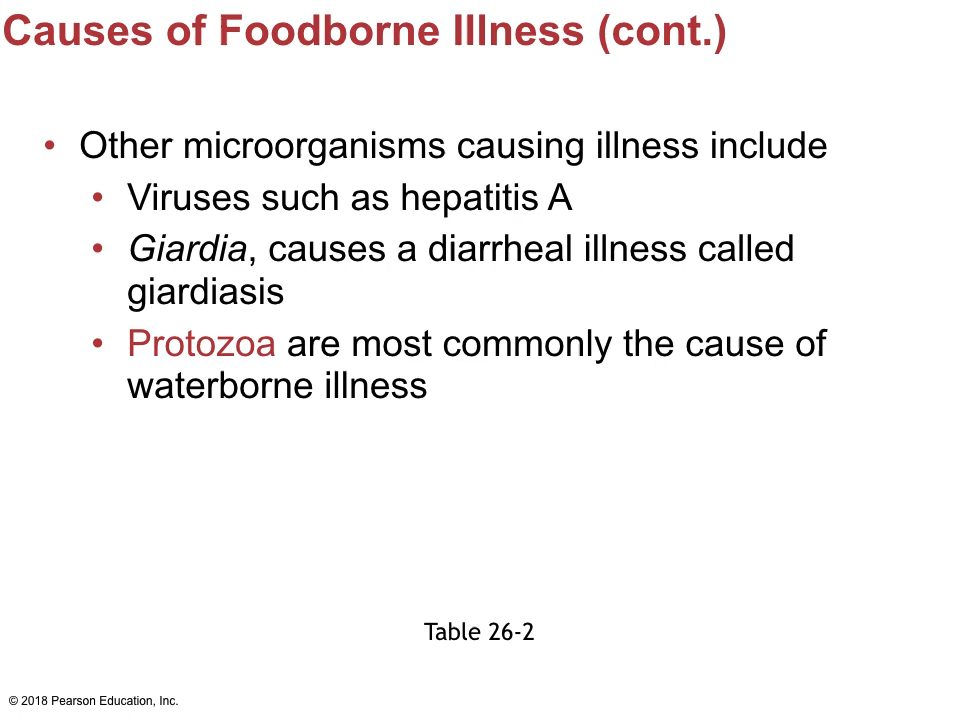 Causes of Foodborne Illness (cont.)
• Other microorganisms causing illness include
• Viruses such as hepatitis A
• Giardia, causes a diarrheal illness called
giardiasis
• Protozoa are most commonly the cause of
waterborne illness
Table 26-2
© 2018 Pearson Education, Inc.